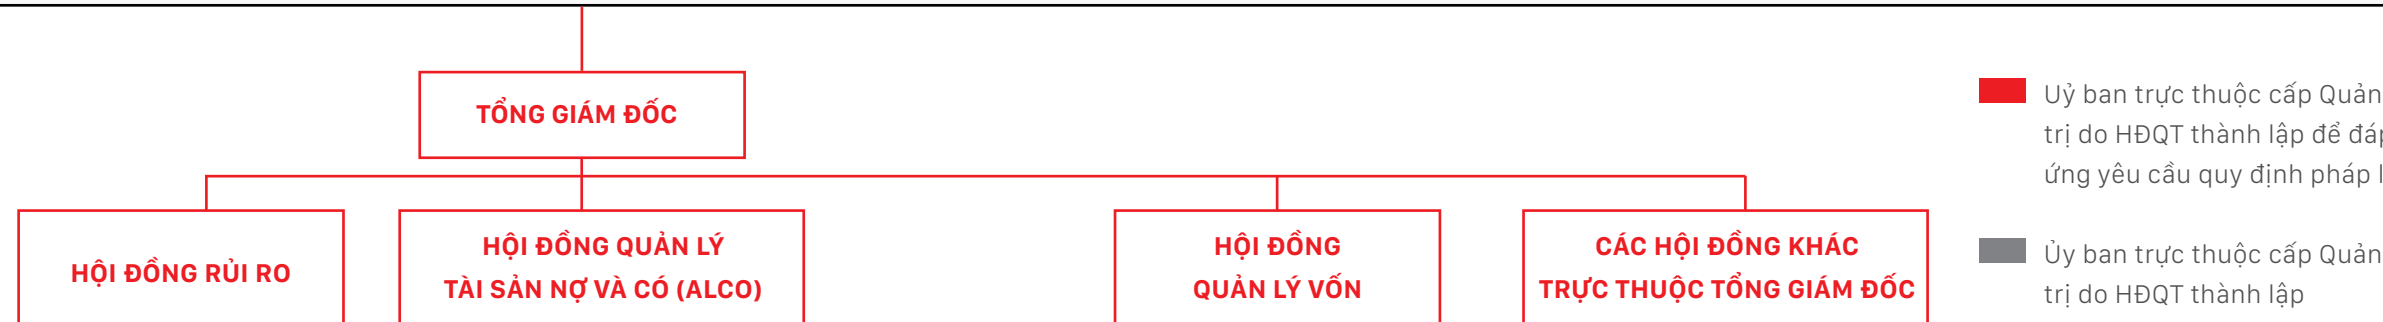 TỔNG GIÁM ĐỐC
HỘI ĐỒNG RỦI RO
HỘI ĐỒNG QUẢN LÝ
TÀI SẢN NỢ VÀ CÓ (ALCO)
HỘI ĐỒNG
QUẢN LÝ VỐN
CÁC HỘI ĐỒNG KHÁC
TRỰC THUỘC TỔNG GIÁM ĐỐC
Uỷ ban trực thuộc cấp Quản
trị do HĐQT thành lập để
ứng yêu cầu quy định pháp
Ủy ban trực thuộc cấp Quản
trị do HĐQT thành lập